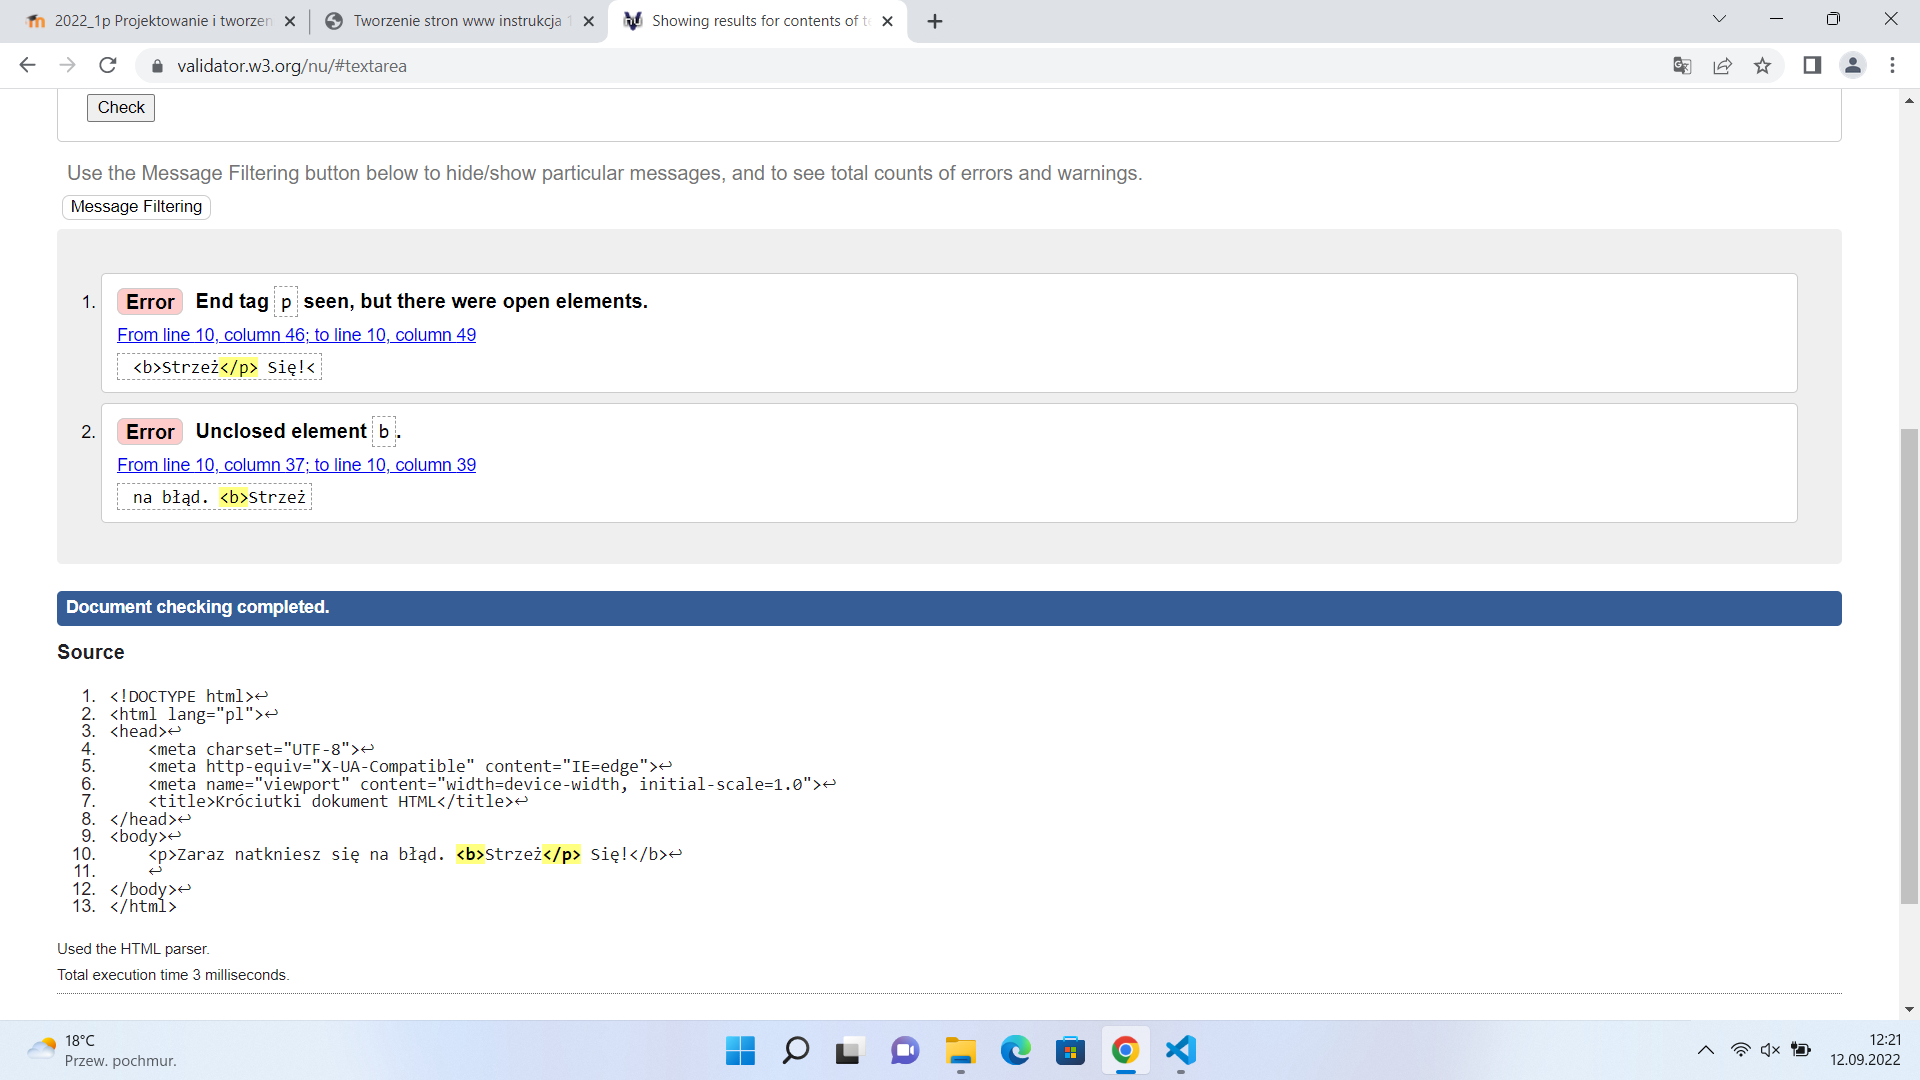 2022_1p Projektowanie i tworzen
Tworzenie stron www instrukcja 1
Showing results for contents of te
validator.w3.org/nu/#textarea
Check
Use the Message Filtering button below to hide/show particular messages, and to see total counts of errors and warnings.
Message Filtering
1. Error End tag p seen, but there were open elements.
From line 10, column 46; to line 10, column 49
<b>Strzeż</p> Się!<
2. Error Unclosed element b.
From line 10, column 37; to line 10, column 39
na błąd. <b>Strzeż
Document checking completed.
Source
1. <!DOCTYPE html>↩
2. <html lang="pl">↩
3. <head>↩
4.     <meta charset="UTF-8">↩
5.     <meta http-equiv="X-UA-Compatible" content="IE=edge">↩
6.     <meta name="viewport" content="width=device-width, initial-scale=1.0">↩
7.     <title>Króciutki dokument HTML</title>↩
8. </head>↩
9. <body>↩
10.     <p>Zaraz natkniesz się na błąd. <b>Strzeż</p> Się!</b>↩
11.     ↩
12. </body>↩
13. </html>
Used the HTML parser.
Total execution time 3 milliseconds.
18°C
Przew. pochmur.
12:21
12.09.2022